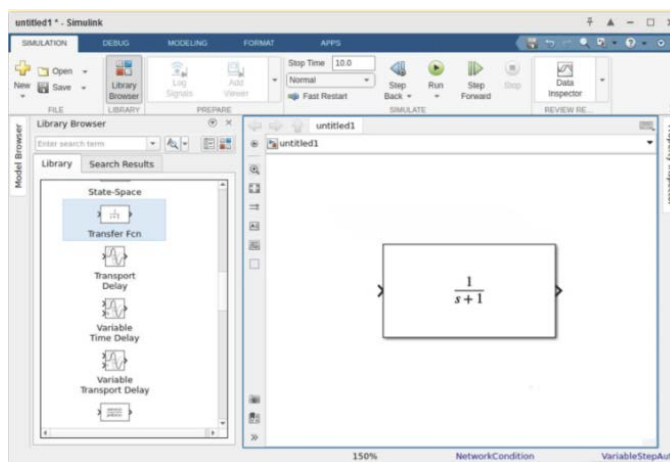 untitled1 * - Simulink
SIMULATION DEBUG MODELING FORMAT APPS
New
Open
Save
FILE
Library
Browser
LIBRARY
Log
Signals
Add
Viewer
PREPARE
Stop Time 10.0
Normal
Fast Restart
Step
Back
Run
Step
Forward
Stop
SIMULATE
Data
Inspector
REVIEW RE...
Model Browser
Library Browser
Enter search term
Library Search Results
State-Space
Transfer Fcn
Transport
Delay
Variable
Time Delay
Variable
Transport Delay
untitled1
untitled1
1
s + 1
150% NetworkCondition VariableStepAu